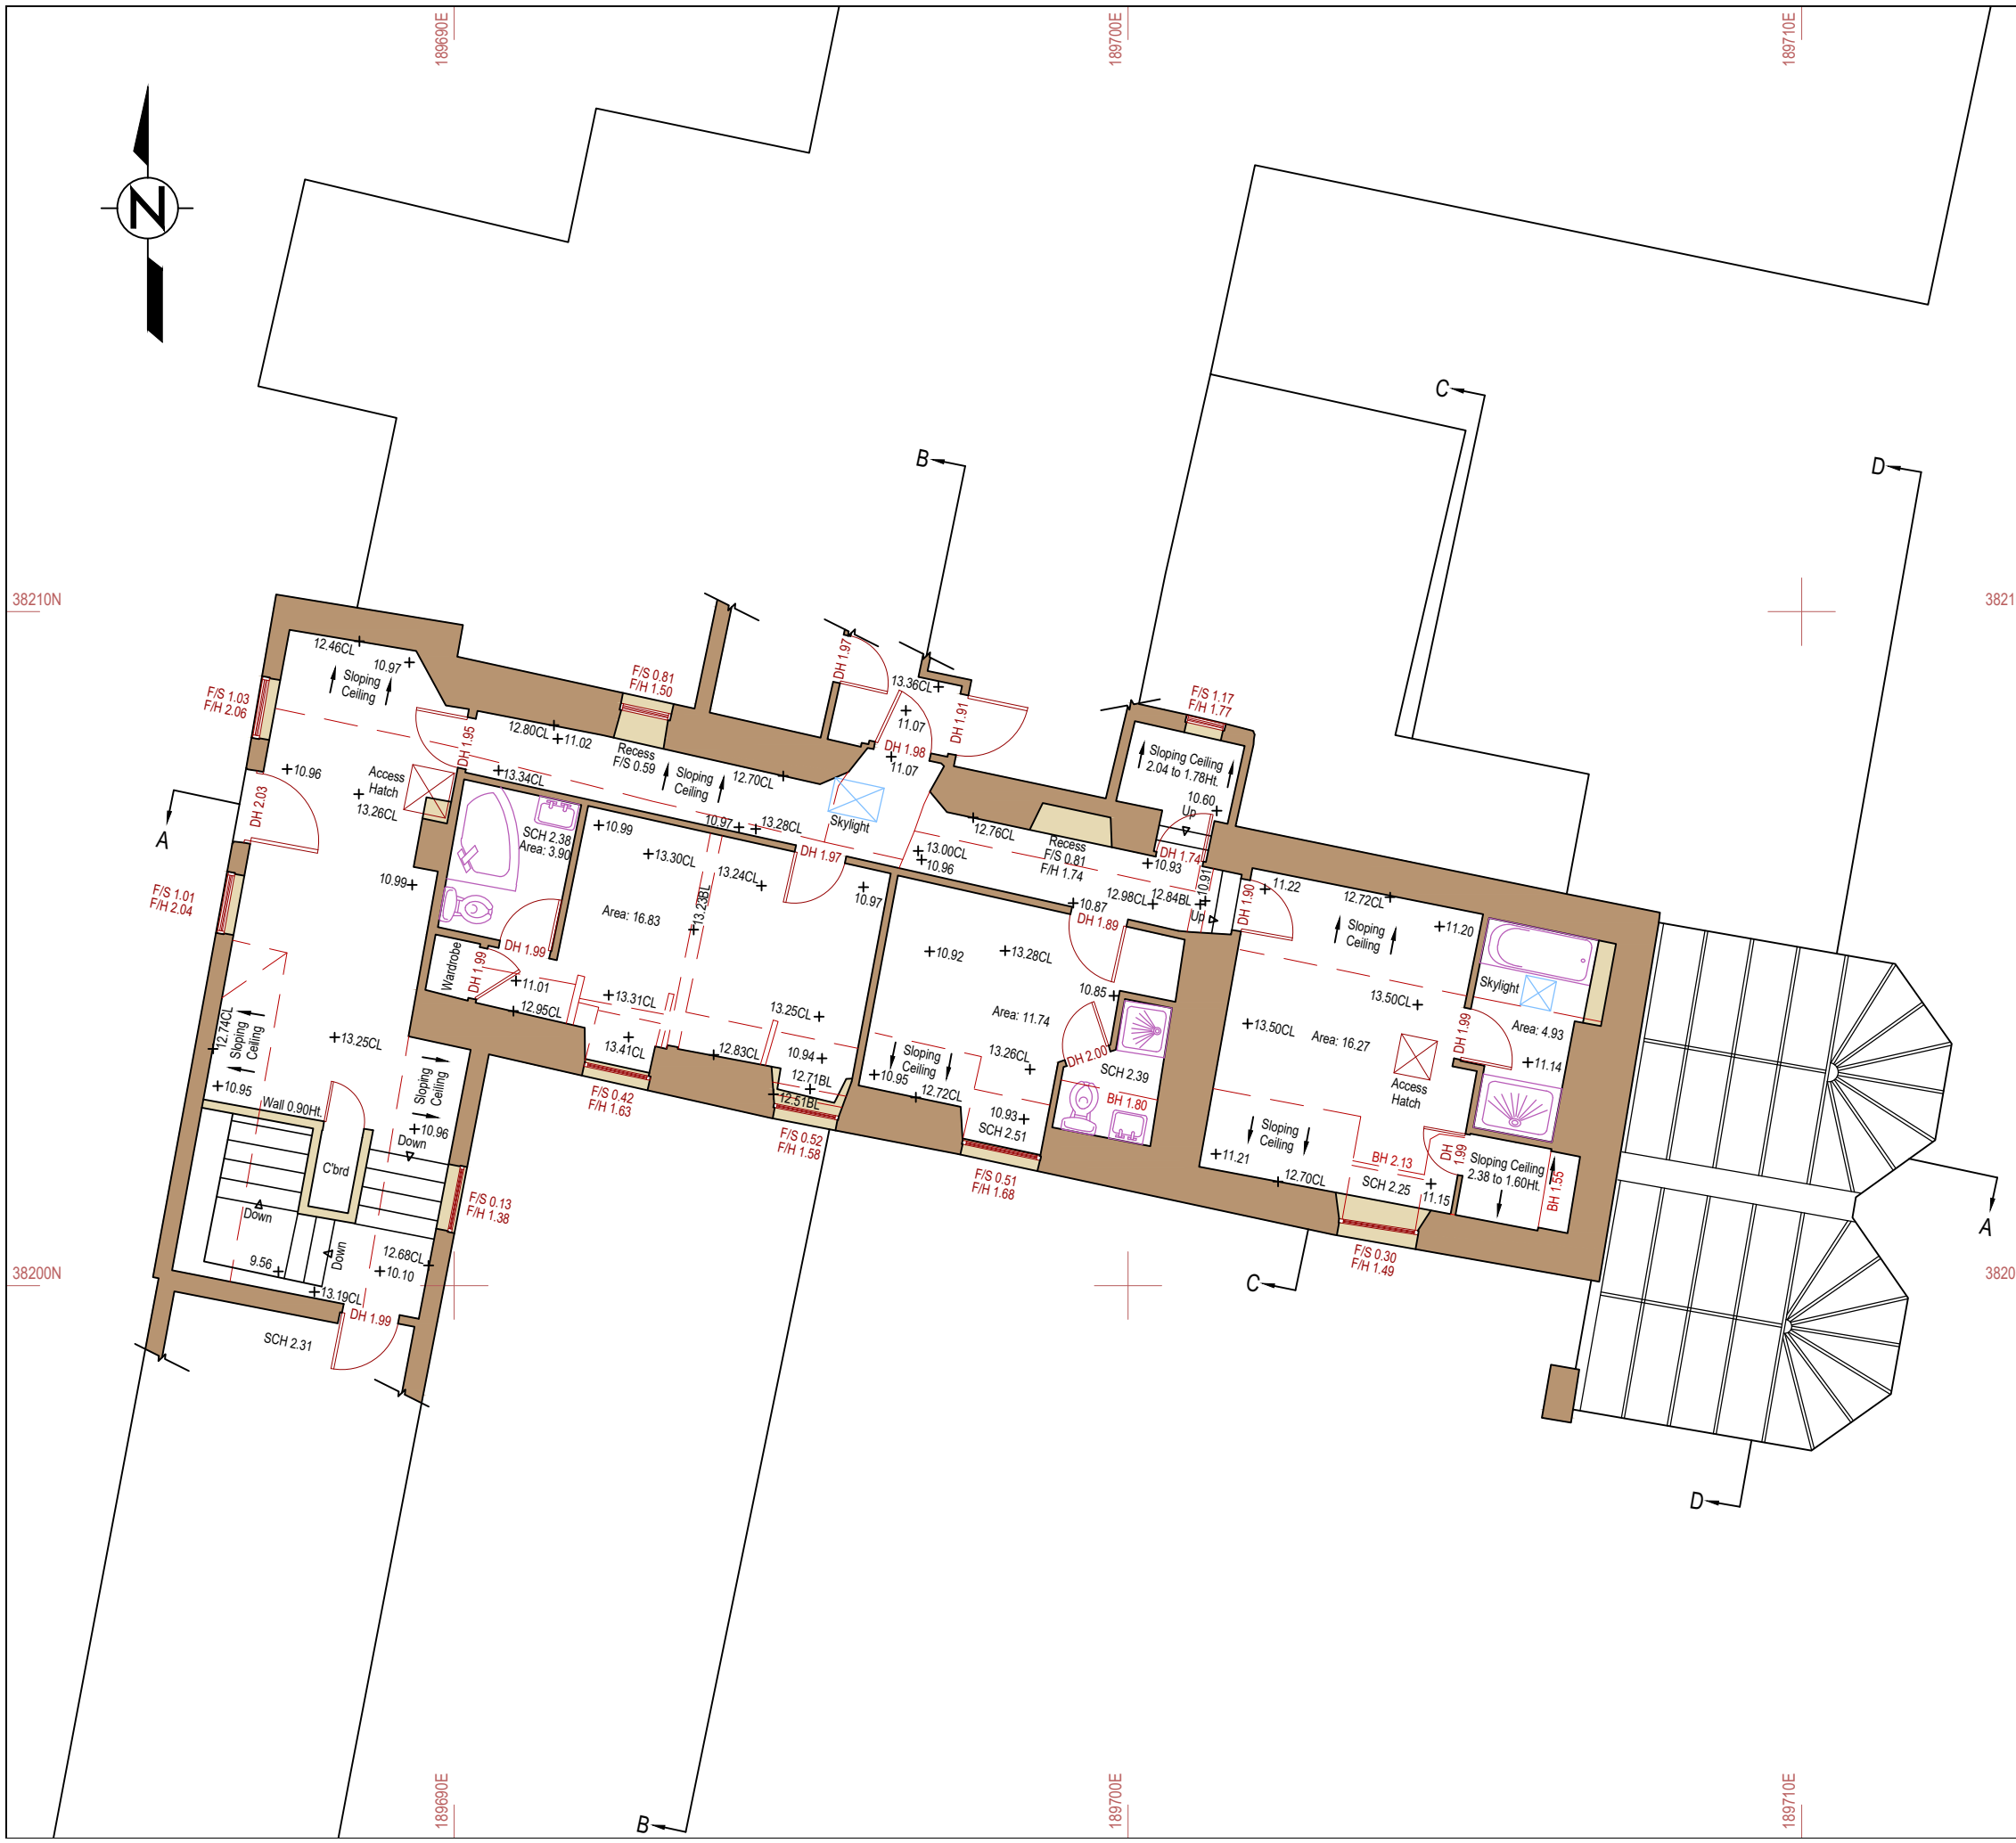 189690E
189700E
189710E
N
C
B
D
38210N
3821
12.46CL
10.97
Sloping
Ceiling
F/S 1.03
F/H 2.06
F/S 0.81
F/H 1.50
DH 1.97
13.36CL
11.07
DH 1.91
F/S 1.17
F/H 1.77
DH 1.95
12.80CL
11.02
Recess
F/S 0.59
DH 1.98
11.07
Sloping Ceiling
2.04 to 1.78Ht.
10.60
Up
10.96
Access
Hatch
13.26CL
DH 2.03
13.34CL
Sloping
Ceiling
12.70CL
Skylight
A
SCH 2.38
Area: 3.90
10.99
10.97
13.28CL
12.76CL
Recess
F/S 0.81
F/H 1.74
DH 1.74
10.93
13.00CL
10.96
13.30CL
13.24CL
DH 1.97
10.97
10.99
F/S 1.01
F/H 2.04
Area: 16.83
13.23BL
10.87
12.98CL
12.84BL
10.91
Up
DH 1.89
DH 1.90
11.22
12.72CL
11.20
Sloping
Ceiling
Wardrobe
DH 1.99
DH 1.99
11.01
12.95CL
13.31CL
13.41CL
13.25CL
10.92
13.28CL
10.85
Area: 11.74
13.50CL
13.50CL
Area: 16.27
Skylight
Area: 4.93
DH 1.99
11.14
12.74CL
Sloping
Ceiling
13.25CL
Sloping
Ceiling
12.83CL
10.94
12.71BL
12.51BL
F/S 0.42
F/H 1.63
F/S 0.52
F/H 1.58
Sloping
Ceiling
10.95
12.72CL
13.26CL
DH 2.00
SCH 2.39
BH 1.80
10.93
SCH 2.51
F/S 0.51
F/H 1.68
Access
Hatch
Sloping
Ceiling
11.21
12.70CL
BH 2.13
SCH 2.25
11.15
DH
1.99
Sloping Ceiling
2.38 to 1.60Ht.
BH 1.55
F/S 0.30
F/H 1.49
10.95
Wall 0.90Ht.
10.96
Down
C'brd
F/S 0.13
F/H 1.38
Down
Down
9.56
12.68CL
10.10
13.19CL
DH 1.99
SCH 2.31
A
38200N
3820
C
D
B
189690E
189700E
189710E